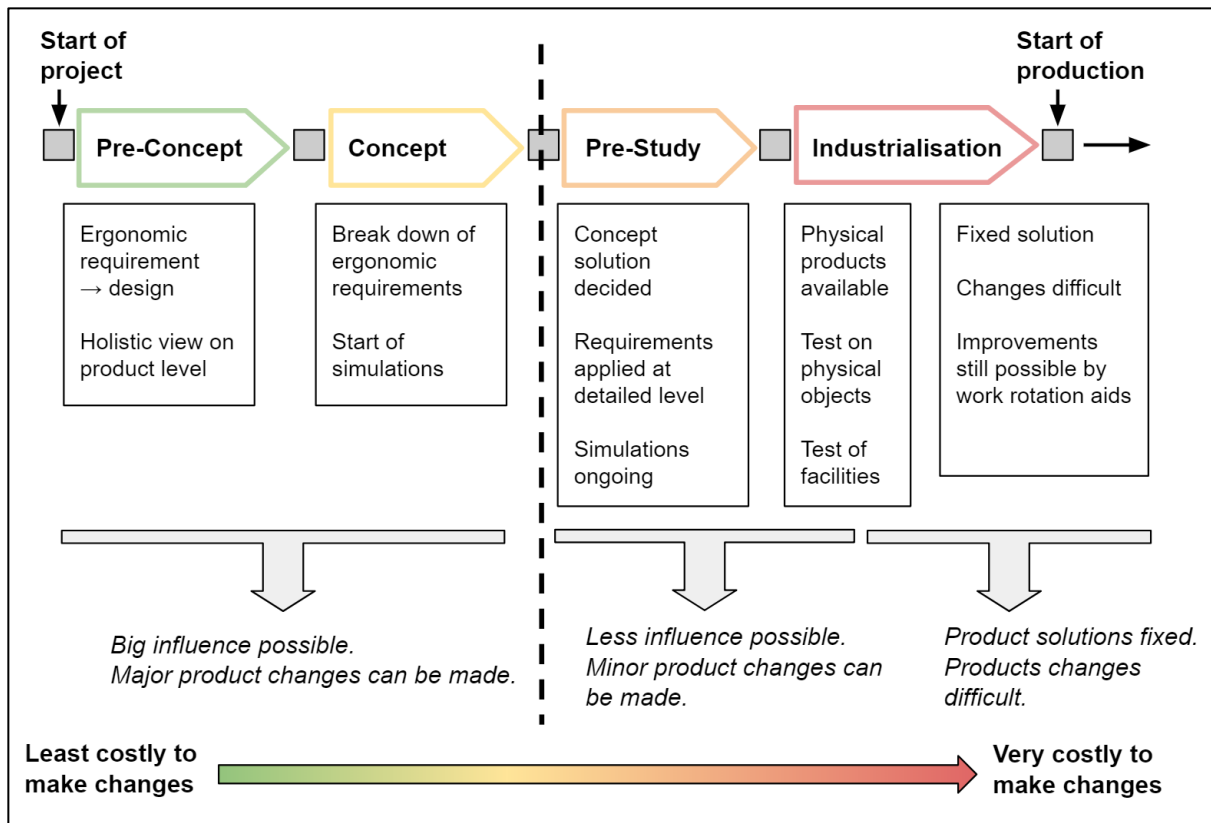 Start of
project
Start of
production
Pre-Concept
Concept
Pre-Study
Industrialisation
Ergonomic
requirement
→ design
Holistic view on
product level
Break down of
ergonomic
requirements
Start of
simulations
Concept
solution
decided
Requirements
applied at
detailed level
Simulations
ongoing
Physical
products
available
Test on
physical
objects
Test of
facilities
Fixed solution
Changes difficult
Improvements
still possible by
work rotation aids
Big influence possible.
Major product changes can be made.
Less influence possible.
Minor product changes can
be made.
Product solutions fixed.
Products changes
difficult.
Least costly to
make changes
Very costly to
make changes